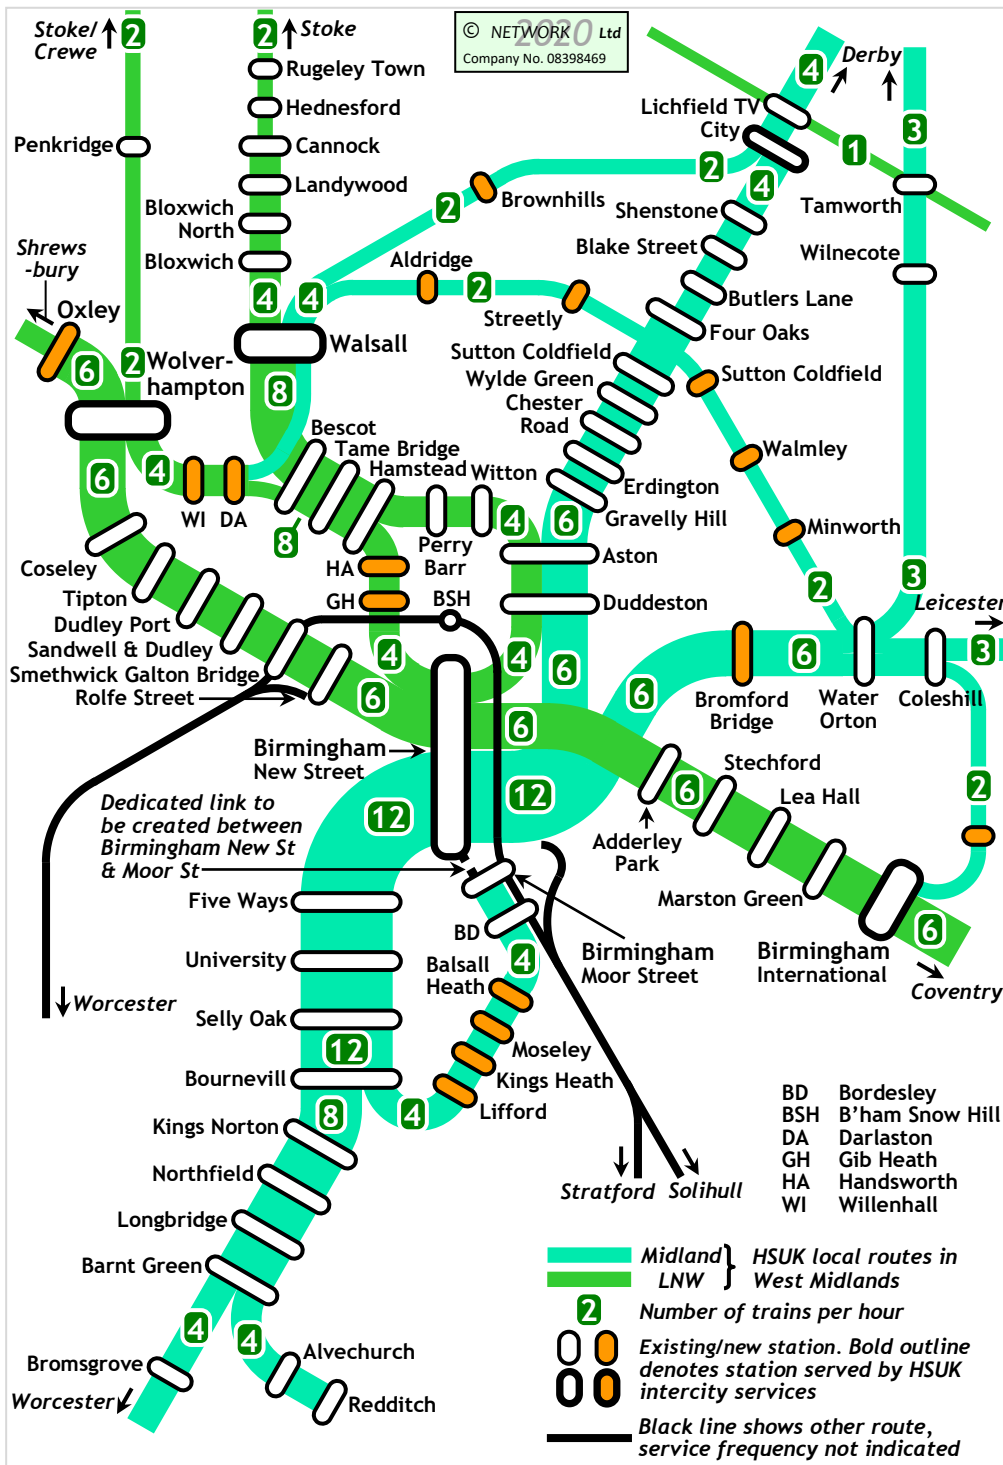 Stoke/
Crewe
2
2
Stoke
© NETWORK 2020 Ltd
Company No. 08398469
Rugeley Town
Hednesford
Penkridge
Cannock
Landywood
Bloxwich
North
Bloxwich
4
Derby
Lichfield TV
City
1
3
2
4
Tamworth
2
Brownhills
Shenstone
Blake Street
Wilnecote
Shrews
-bury
Oxley
Aldridge
2
Streetly
Butlers Lane
Four Oaks
4
4
Walsall
6
2
Wolver-
hampton
8
Sutton Coldfield
Wylde Green
Chester
Road
Sutton Coldfield
Bescot
Tame Bridge
Hamstead
Witton
Walmley
6
4
WI
DA
8
Erdington
Gravelly Hill
4
6
Perry
Barr
Minworth
Coseley
Tipton
Dudley Port
Sandwell & Dudley
Smethwick Galton Bridge
Rolfe Street
HA
GH
BSH
Aston
Duddeston
2
3
Leicester
3
4
4
6
6
6
6
6
Bromford
Bridge
Water
Orton
Coleshill
Birmingham
New Street
Stechford
6
Lea Hall
2
12
12
Dedicated link to
be created between
Birmingham New St
& Moor St
Adderley
Park
Marston Green
Five Ways
BD
Birmingham
Moor Street
Birmingham
International
6
Coventry
University
Balsall
Heath
4
Worcester
Selly Oak
Moseley
12
Kings Heath
Bournevill
Lifford
8
4
Kings Norton
Northfield
Longbridge
Barnt Green
Stratford
Solihull
BD Bordesley
BSH B'ham Snow Hill
DA Darlaston
GH Gib Heath
HA Handsworth
WI Willenhall
4
4
Bromsgrove
Worcester
Alvechurch
Redditch
Midland } HSUK local routes in
LNW West Midlands
2 Number of trains per hour
Existing/new station. Bold outline
denotes station served by HSUK
intercity services
Black line shows other route,
service frequency not indicated